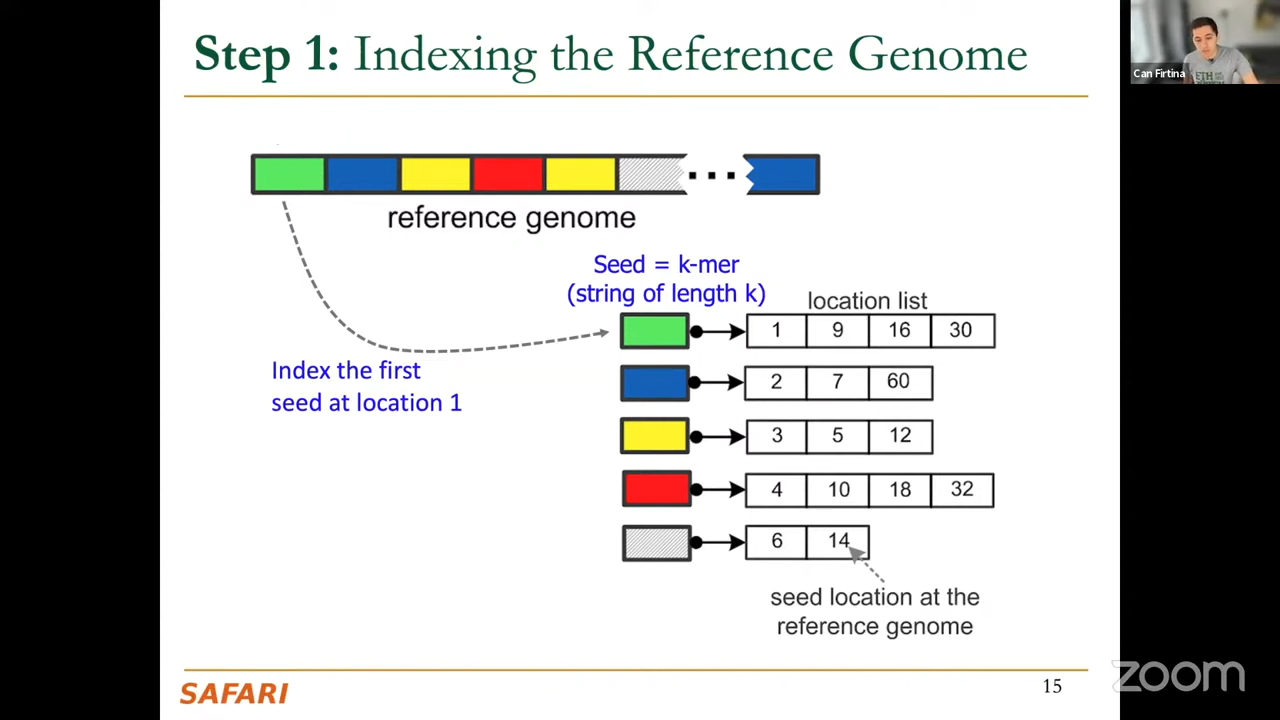 Step 1: Indexing the Reference Genome
Can Firtina
ETH
reference genome
Seed = k-mer
(string of length k)
location list
1 9 16 30
Index the first
seed at location 1
2 7 60
3 5 12
4 10 18 32
6 14
seed location at the
reference genome
SAFARI
15
zoom